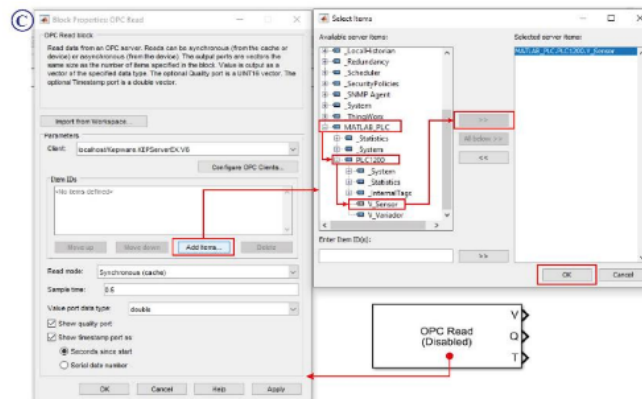 C
Block Properties: OPC Read
OPC Read block
Read data from an OPC server. Reads can be synchronous (from the cache or
device) or asynchronous (from the device). The output ports are vectors the
same size as the number of items specified in the block. Value is output as a
vector of the specified data type. The optional Quality port is a UINT16 vector. The
optional Timestamp port is a double vector.
Import from Workspace...
Parameters
Client: localhost/Kepware.KEPServerEX.V6
Configure OPC Clients...
Item IDs
<No items defined>
Move up Move down Add Items... Delete
Read mode: Synchronous (cache)
Sample time: 0.6
Value port data type: double
Show quality port
Show timestamp port as
Seconds since start
Serial date number
OK Cancel Help Apply
Select Items
Available server items:
_LocalHistorian
_Redundancy
_Scheduler
_SecurityPolicies
_SNMP Agent
_System
_ThingWorx
MATLAB_PLC
_Statistics
_System
PLC1200
_System
_Statistics
_InternalTags
V_Sensor
V_Variador
Enter Item ID(s):
>>
>>
All below >>
<<
Selected server items:
MATLAB_PLC.PLC1200.V_Sensor
OK Cancel
OPC Read
(Disabled)
V
Q
T